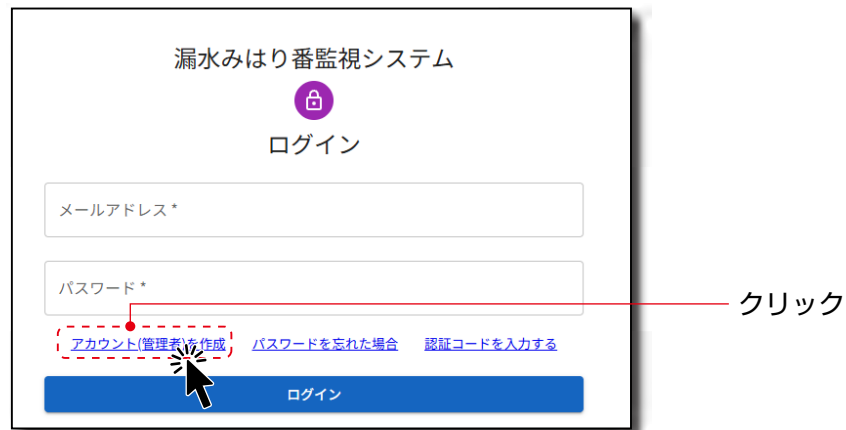 漏水みはり番監視システム
ログイン
メールアドレス *
パスワード *
クリック
アカウント(管理者)を作成 パスワードを忘れた場合 認証コードを入力する
ログイン